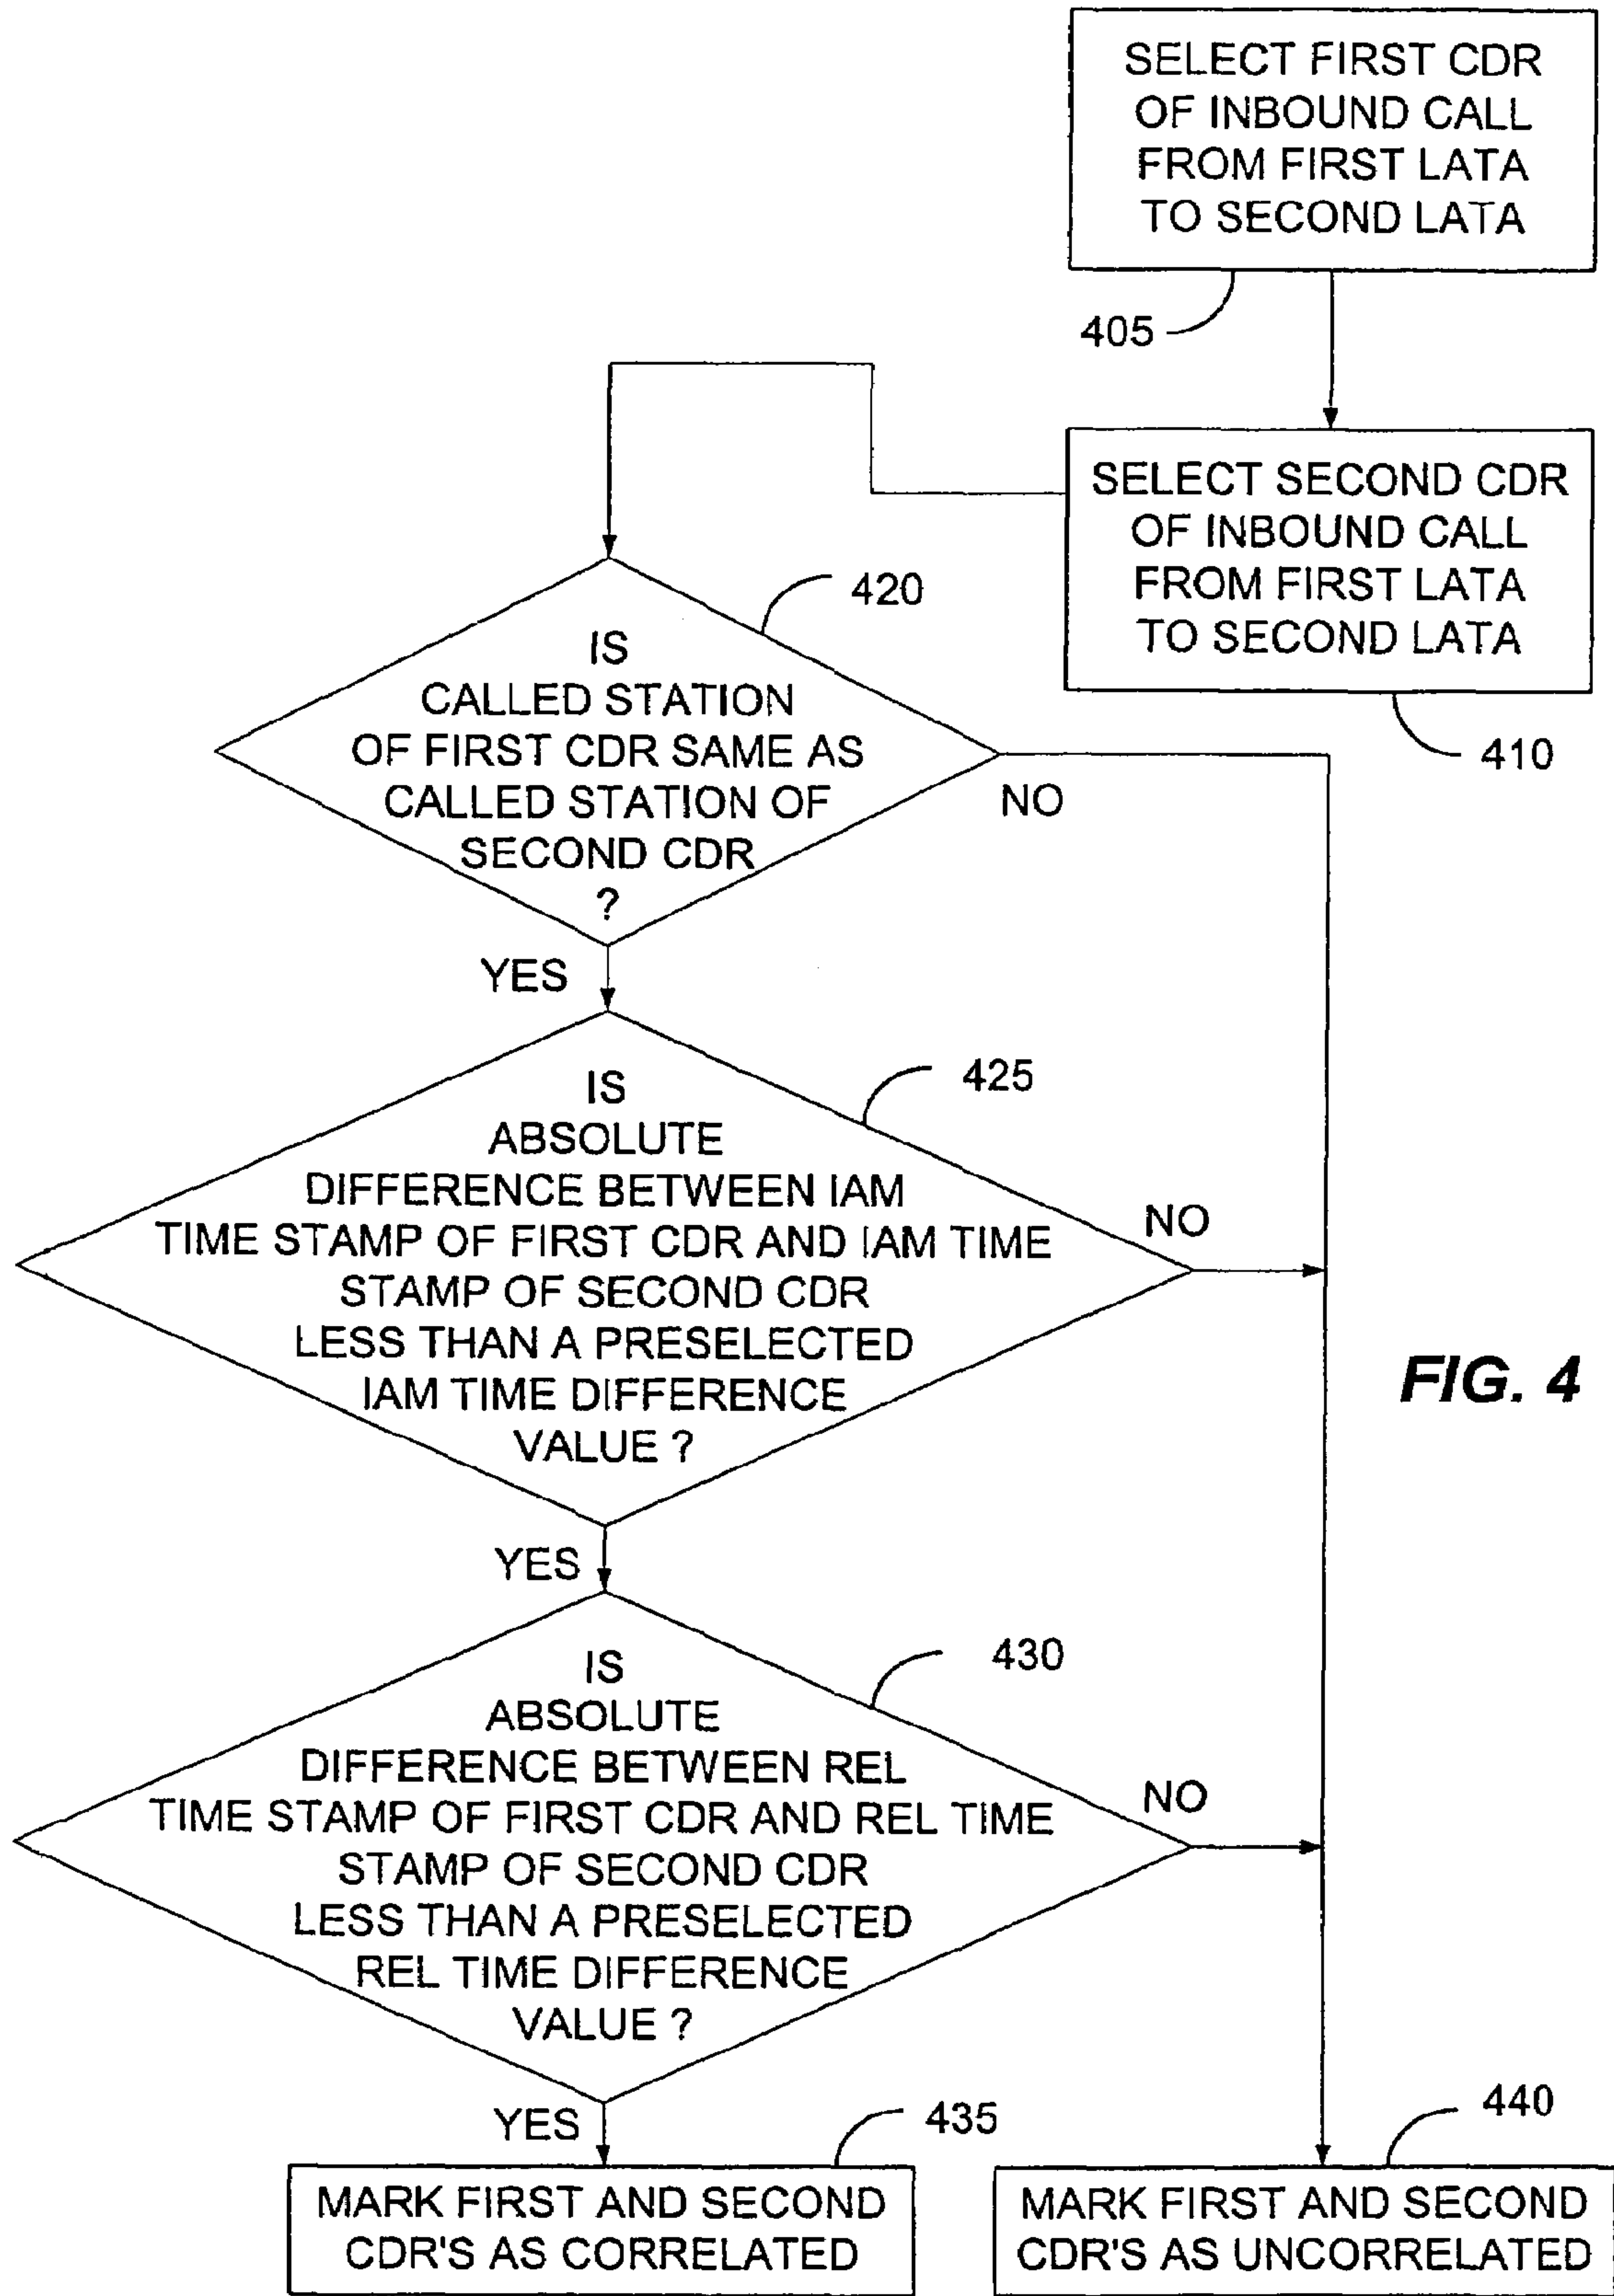 SELECT FIRST CDR
OF INBOUND CALL
FROM FIRST LATA
TO SECOND LATA
405
SELECT SECOND CDR
OF INBOUND CALL
FROM FIRST LATA
TO SECOND LATA
410
420
IS
CALLED STATION
OF FIRST CDR SAME AS
CALLED STATION OF
SECOND CDR
?
NO
YES
425
IS
ABSOLUTE
DIFFERENCE BETWEEN IAM
TIME STAMP OF FIRST CDR AND IAM TIME
STAMP OF SECOND CDR
LESS THAN A PRESELECTED
IAM TIME DIFFERENCE
VALUE ?
NO
FIG. 4
YES
430
IS
ABSOLUTE
DIFFERENCE BETWEEN REL
TIME STAMP OF FIRST CDR AND REL TIME
STAMP OF SECOND CDR
LESS THAN A PRESELECTED
REL TIME DIFFERENCE
VALUE ?
NO
YES
435
MARK FIRST AND SECOND
CDR'S AS CORRELATED
440
MARK FIRST AND SECOND
CDR'S AS UNCORRELATED